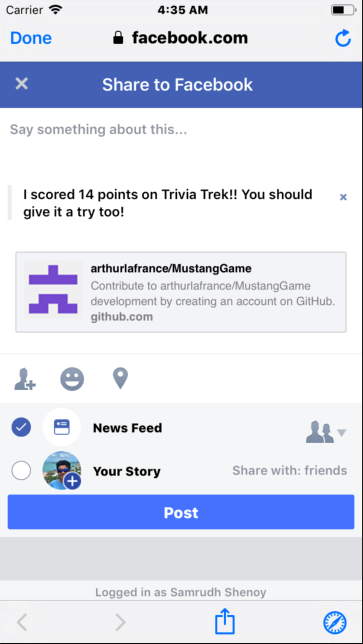 Carrier 4:35 AM
Done facebook.com
Share to Facebook
Say something about this...
I scored 14 points on Trivia Trek!! You should
give it a try too!
arthurlafrance/MustangGame
Contribute to arthurlafrance/MustangGame
development by creating an account on GitHub.
github.com
News Feed
Your Story Share with: friends
Post
Logged in as Samrudh Shenoy